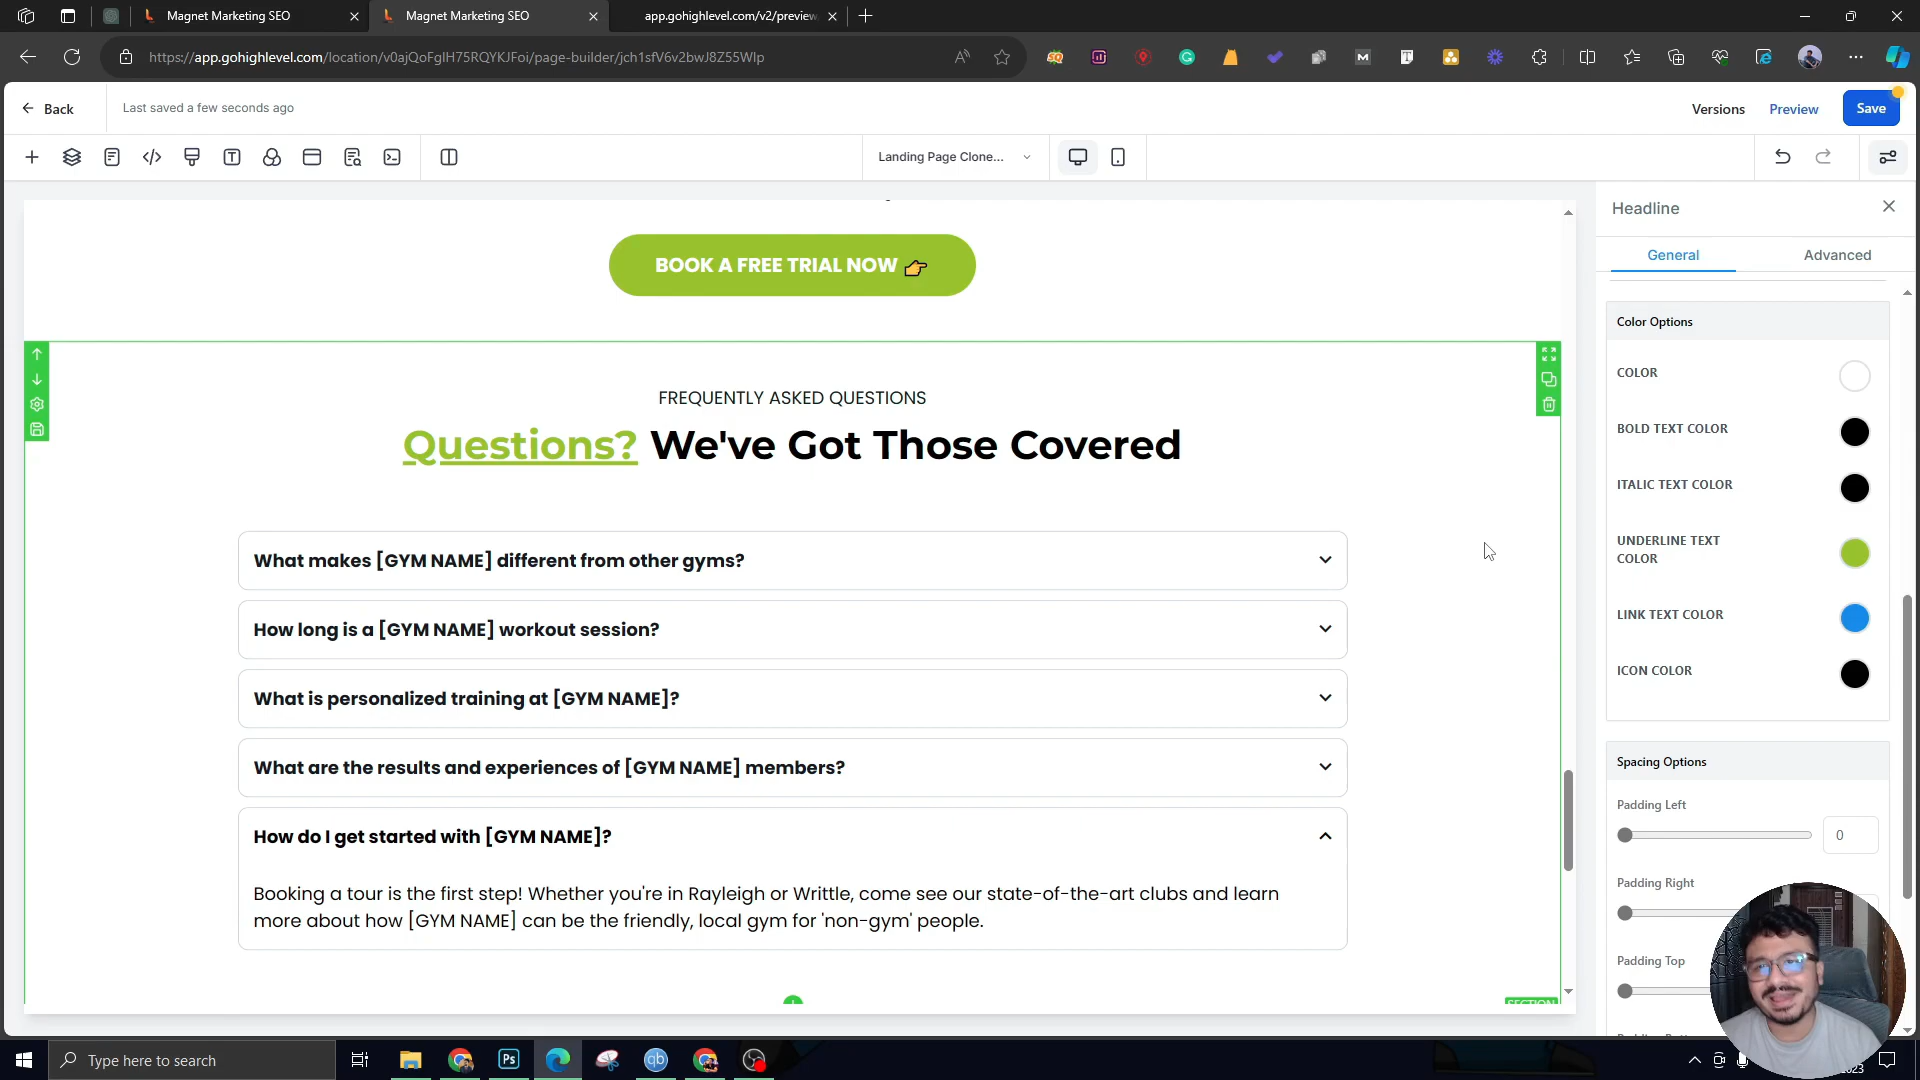 Magnet Marketing SEO
Magnet Marketing SEO
app.gohighlevel.com/v2/preview
https://app.gohighlevel.com/location/v0ajQoFglH75RQYKJFoi/page-builder/jch1sfV6v2bwJ8Z55Wlp
Back
Last saved a few seconds ago
Versions
Preview
Save
Landing Page Clone...
Headline
General
Advanced
BOOK A FREE TRIAL NOW 👉
Color Options
COLOR
BOLD TEXT COLOR
ITALIC TEXT COLOR
UNDERLINE TEXT
COLOR
LINK TEXT COLOR
ICON COLOR
Spacing Options
Padding Left
0
Padding Right
Padding Top
FREQUENTLY ASKED QUESTIONS
Questions? We've Got Those Covered
What makes [GYM NAME] different from other gyms?
How long is a [GYM NAME] workout session?
What is personalized training at [GYM NAME]?
What are the results and experiences of [GYM NAME] members?
How do I get started with [GYM NAME]?
Booking a tour is the first step! Whether you're in Rayleigh or Writtle, come see our state-of-the-art clubs and learn
more about how [GYM NAME] can be the friendly, local gym for 'non-gym' people.
SECTION
Type here to search
Ps
qb